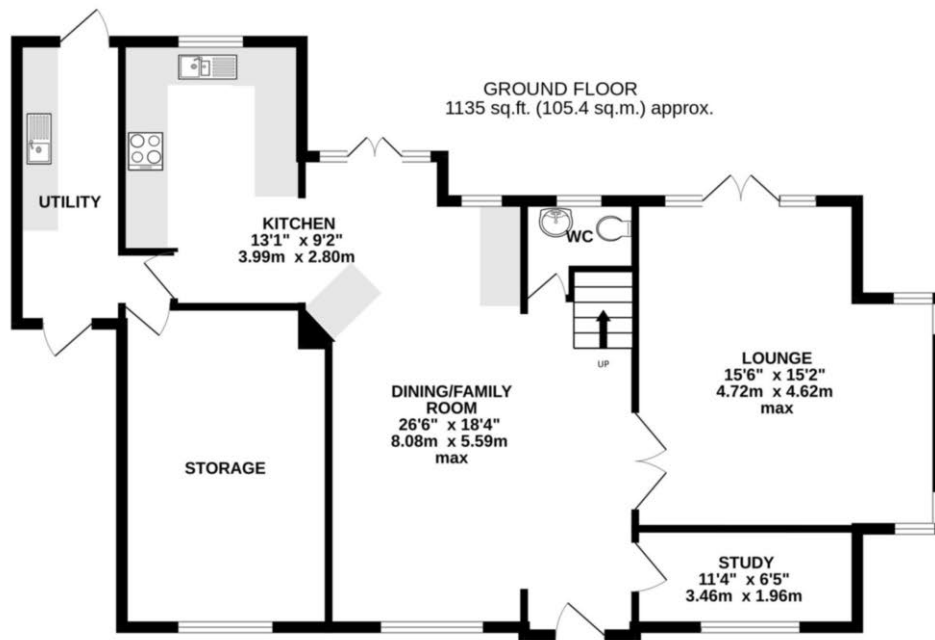 GROUND FLOOR
1135 sq.ft. (105.4 sq.m.) approx.
UTILITY
KITCHEN
13'1" x 9'2"
3.99m x 2.80m
WC
UP
LOUNGE
15'6" x 15'2"
4.72m x 4.62m
max
DINING/FAMILY
ROOM
26'6" x 18'4"
8.08m x 5.59m
max
STORAGE
STUDY
11'4" x 6'5"
3.46m x 1.96m